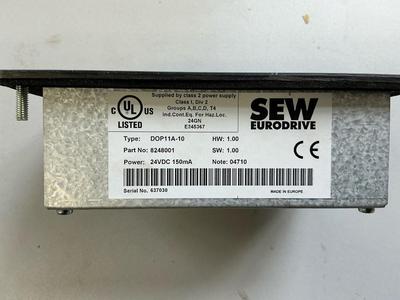 Supplied by class 2 power supply
Class I, Div 2
Groups A,B,C,D, T4
Ind.Cont.Eq. For Haz.Loc.
24GN
E345367
C UL US
LISTED
SEW
EURODRIVE
Type: DOP11A-10 HW: 1.00
Part No: 8248001 SW: 1.00
Power: 24VDC 150mA Note: 04710
Serial No. 637030
MADE IN EUROPE
CE